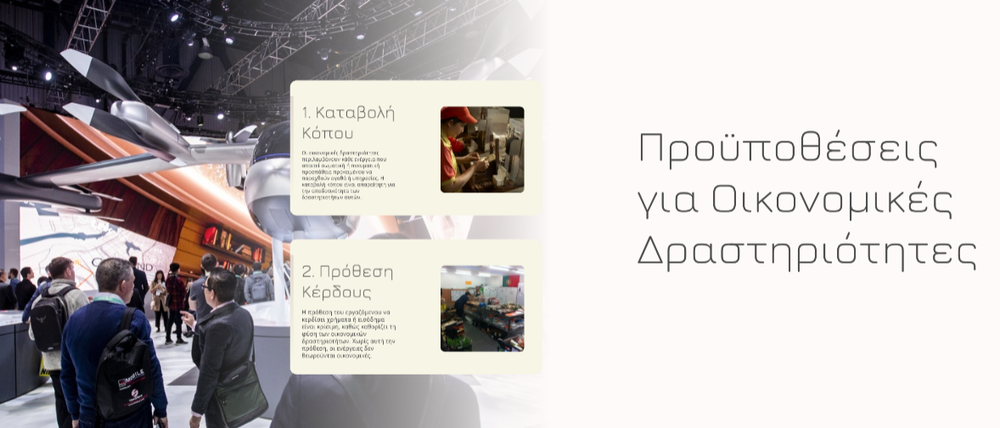 1. Καταβολή
Κόπου
Οι οικονομικές δραστηριότητες
περιλαμβάνουν κάθε ενέργεια που
απαιτεί σωματική ή πνευματική
προσπάθεια προκειμένου να
παραχθούν αγαθά ή υπηρεσίες. Η
καταβολή κόπου είναι απαραίτητη για
την αποδοτικότητα των
δραστηριοτήτων αυτών.
2. Πρόθεση
Κέρδους
Η πρόθεση του εργαζόμενου να
κερδίσει χρήματα ή εισόδημα
είναι κρίσιμη, καθώς καθορίζει τη
φύση των οικονομικών
δραστηριοτήτων. Χωρίς αυτή την
πρόθεση, οι ενέργειες δεν
θεωρούνται οικονομικές.
Προϋποθέσεις
για Οικονομικές
Δραστηριότητες